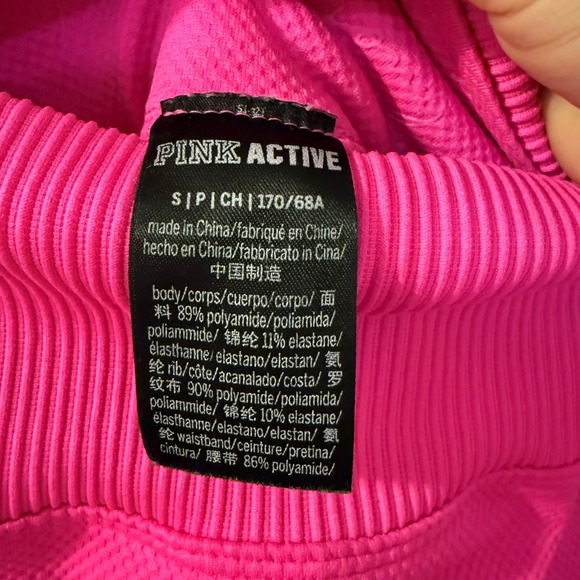 PINK ACTIVE
S | P | CH | 170/68A
made in China/fabriqué en Chine/
hecho en China/fabbricato in Cina/
中国制造
body/corps/cuerpo/corpo/ 面
料 89% polyamide/poliamida/
poliammide/ 锦纶 11% elastane/
élasthanne/elastano/elastan/ 氨
纶 rib/côte/acanalado/costa/ 罗
纹布 90% polyamide/poliamida/
poliammide/ 锦纶 10% elastane/
élasthanne/elastano/elastan/ 氨
纶 waistband/ceinture/pretina/
cintura/ 腰带 86% polyamide/